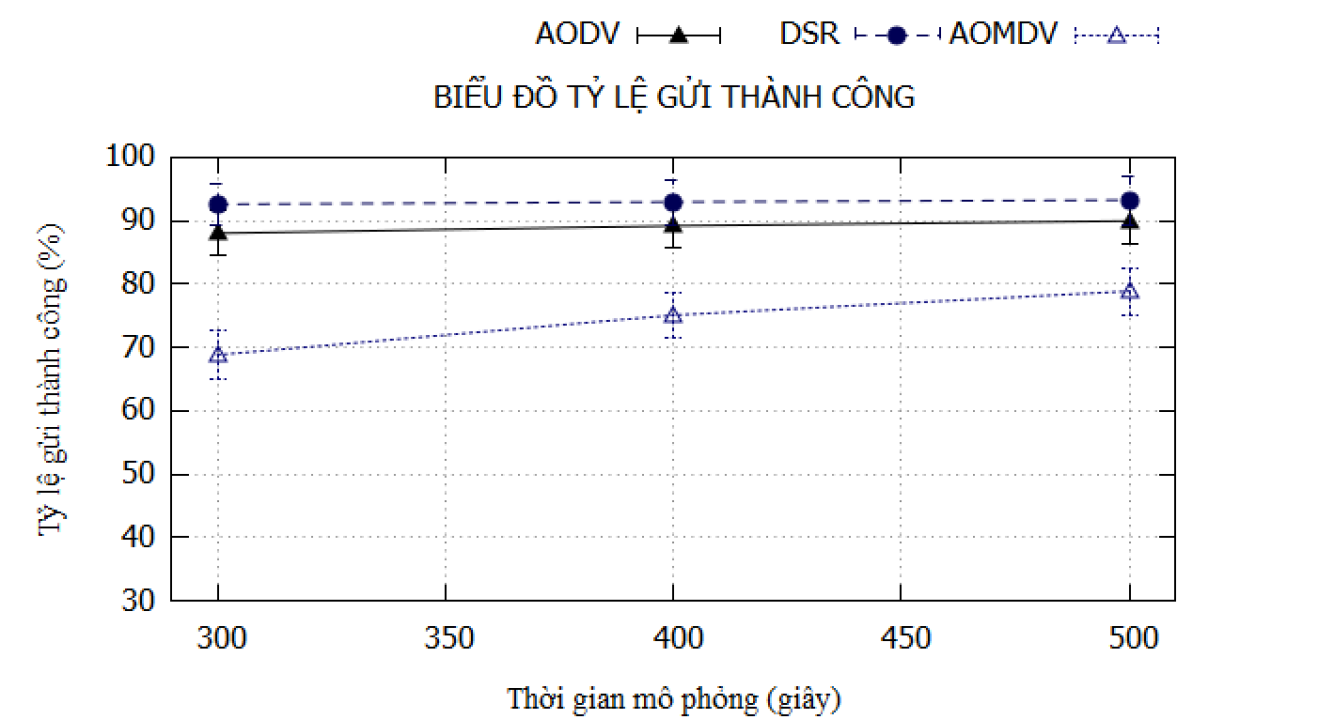 AODV DSR AOMDV
BIỂU ĐỒ TỶ LỆ GỬI THÀNH CÔNG
100
90
80
70
60
50
40
30
Tỷ lệ gửi thành công (%)
300 350 400 450 500
Thời gian mô phỏng (giây)